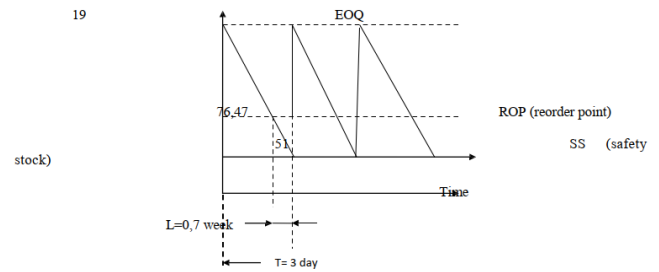 19 EOQ
76,47 ROP (reorder point)
51 SS (safety
stock)
Time
L=0,7 week
T= 3 day